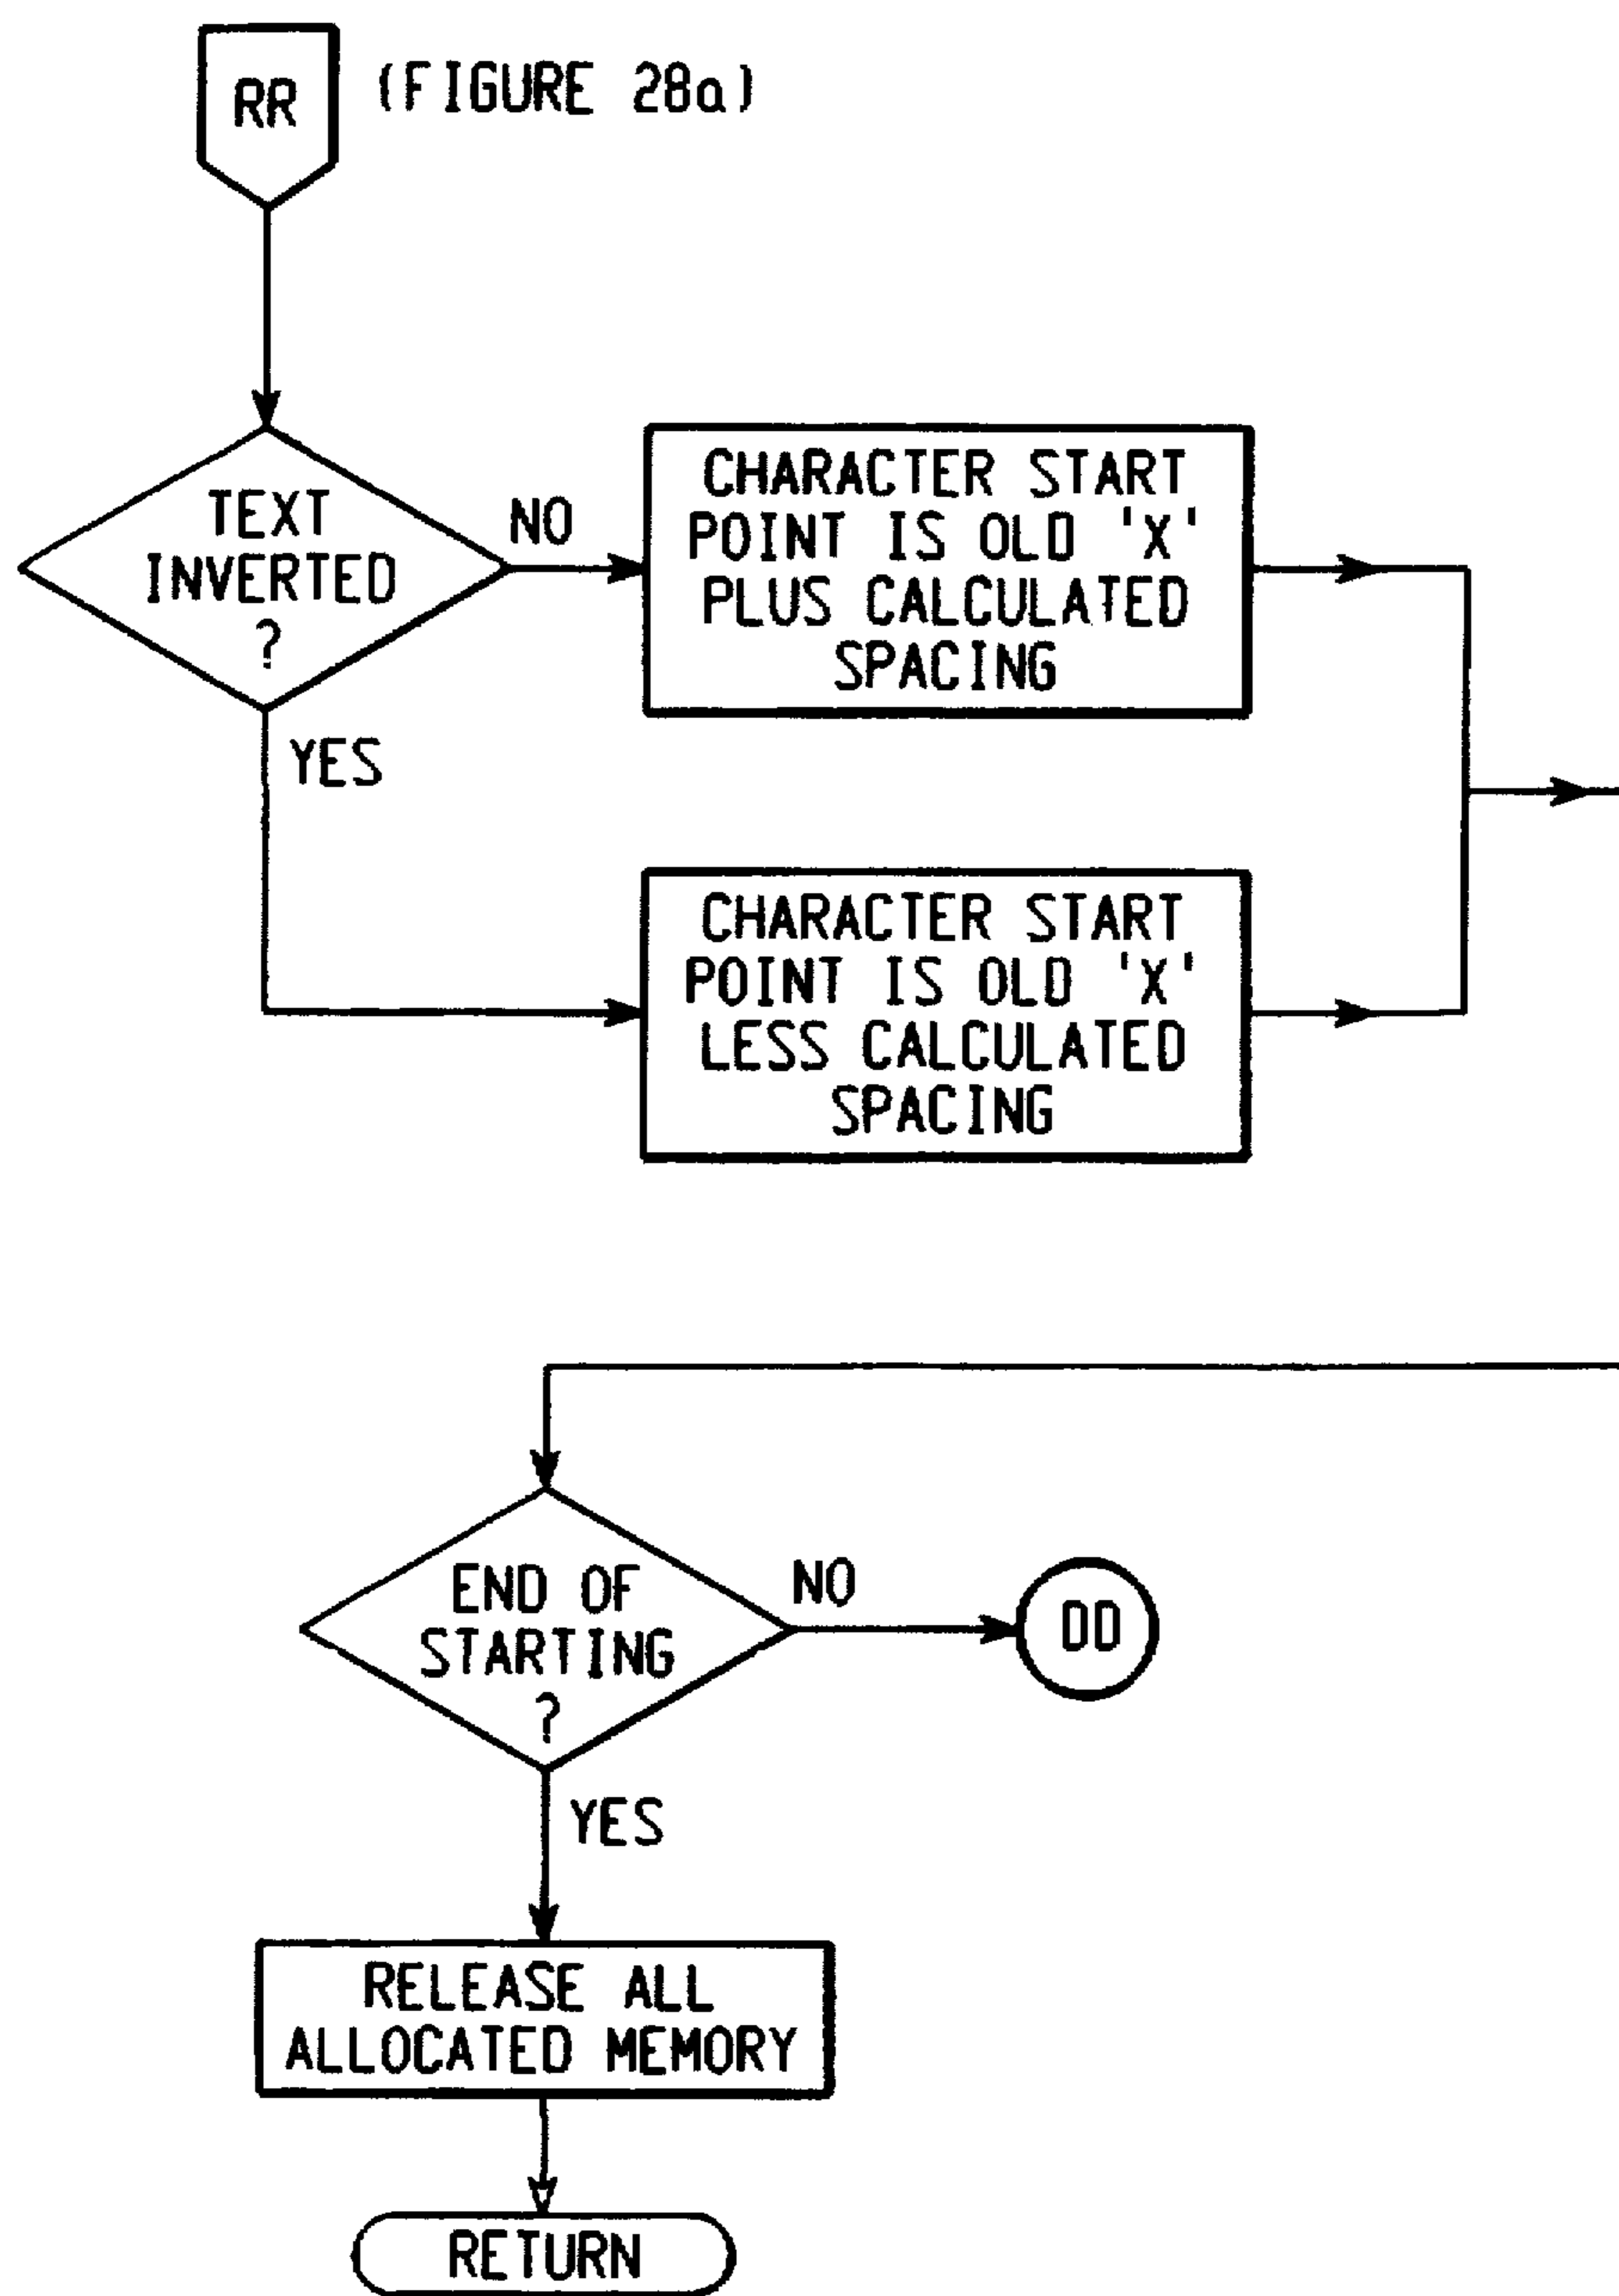 RR
(FIGURE 28a)
TEXT
INVERTED
?
NO
YES
CHARACTER START
POINT IS OLD 'X'
PLUS CALCULATED
SPACING
CHARACTER START
POINT IS OLD 'X'
LESS CALCULATED
SPACING
END OF
STARTING
?
NO
DD
YES
RELEASE ALL
ALLOCATED MEMORY
RETURN